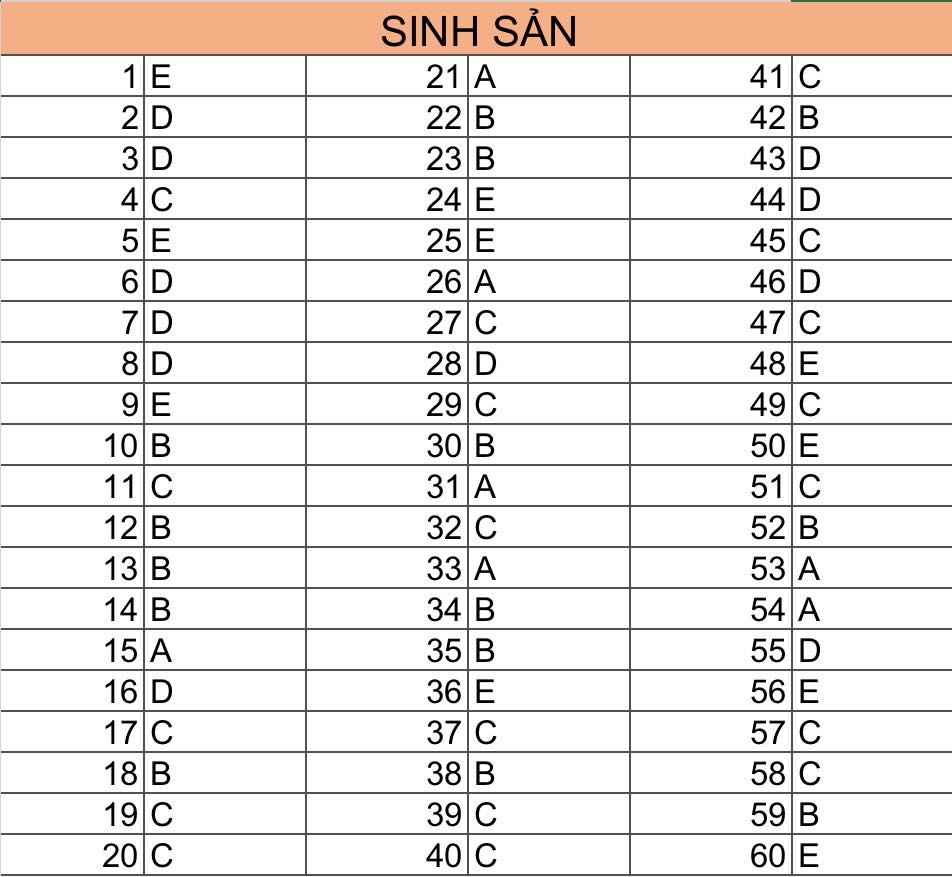 SINH SẢN
1 E 21 A 41 C
2 D 22 B 42 B
3 D 23 B 43 D
4 C 24 E 44 D
5 E 25 E 45 C
6 D 26 A 46 D
7 D 27 C 47 C
8 D 28 D 48 E
9 E 29 C 49 C
10 B 30 B 50 E
11 C 31 A 51 C
12 B 32 C 52 B
13 B 33 A 53 A
14 B 34 B 54 A
15 A 35 B 55 D
16 D 36 E 56 E
17 C 37 C 57 C
18 B 38 B 58 C
19 C 39 C 59 B
20 C 40 C 60 E